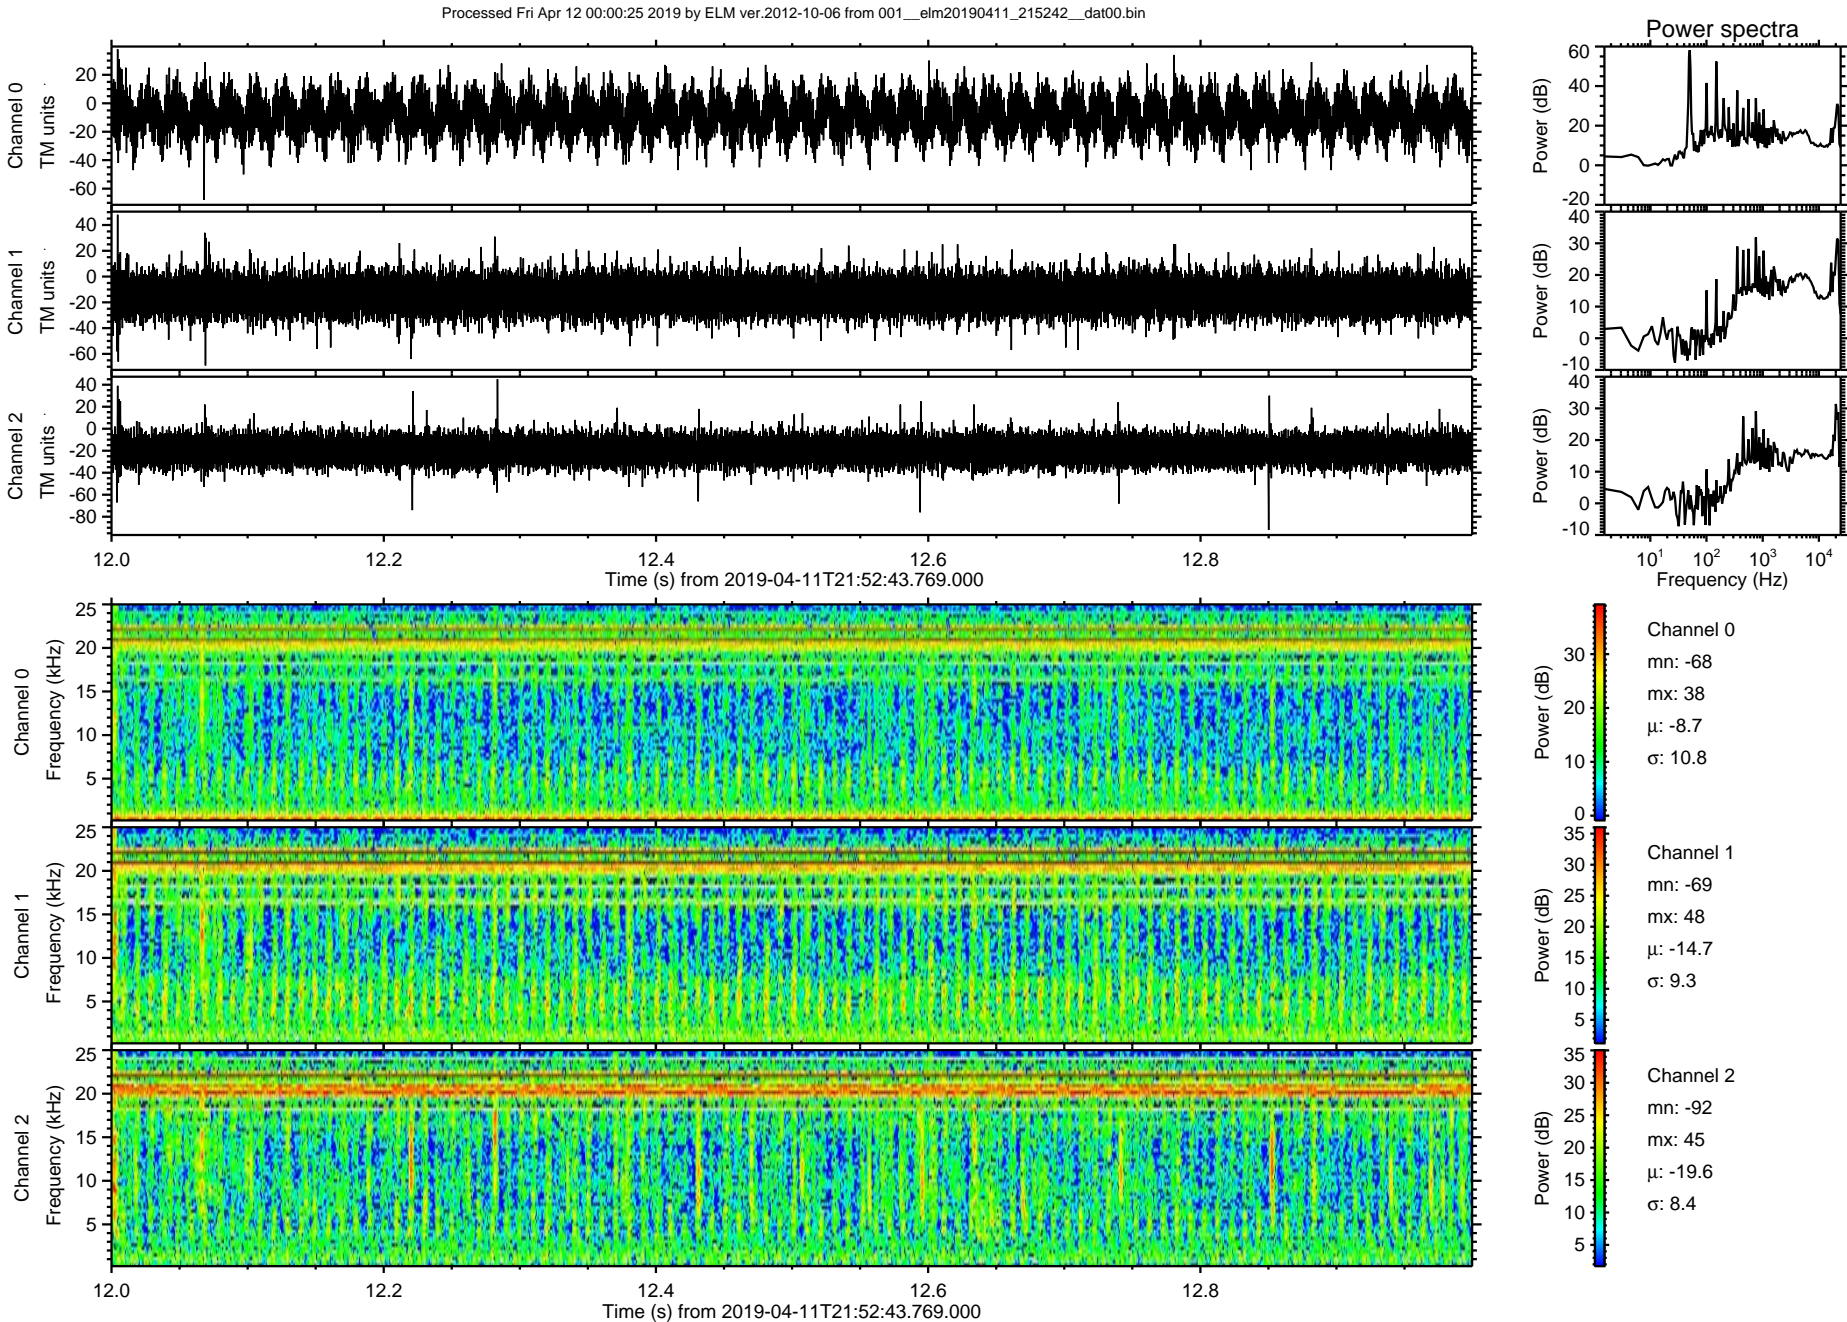 Processed Fri Apr 12 00:00:25 2019 by ELM ver.2012-10-06 from 001__elm20190411_215242__dat00.bin
Power spectra
Channel 0
TM units
20
0
-20
-40
-60
Power (dB)
60
40
20
0
-20
Channel 1
TM units
40
20
0
-20
-40
-60
Power (dB)
40
30
20
10
0
-10
Channel 2
TM units
40
20
0
-20
-40
-60
-80
Power (dB)
40
30
20
10
0
-10
12.0 12.2 12.4 12.6 12.8
Time (s) from 2019-04-11T21:52:43.769.000
10¹ 10² 10³ 10⁴
Frequency (Hz)
Channel 0
Frequency (kHz)
25
20
15
10
5
Power (dB)
30
20
10
0
Channel 0
mn: -68
mx: 38
μ: -8.7
σ: 10.8
Channel 1
Frequency (kHz)
25
20
15
10
5
Power (dB)
35
30
25
20
15
10
5
Channel 1
mn: -69
mx: 48
μ: -14.7
σ: 9.3
Channel 2
Frequency (kHz)
25
20
15
10
5
Power (dB)
35
30
25
20
15
10
5
Channel 2
mn: -92
mx: 45
μ: -19.6
σ: 8.4
12.0 12.2 12.4 12.6 12.8
Time (s) from 2019-04-11T21:52:43.769.000